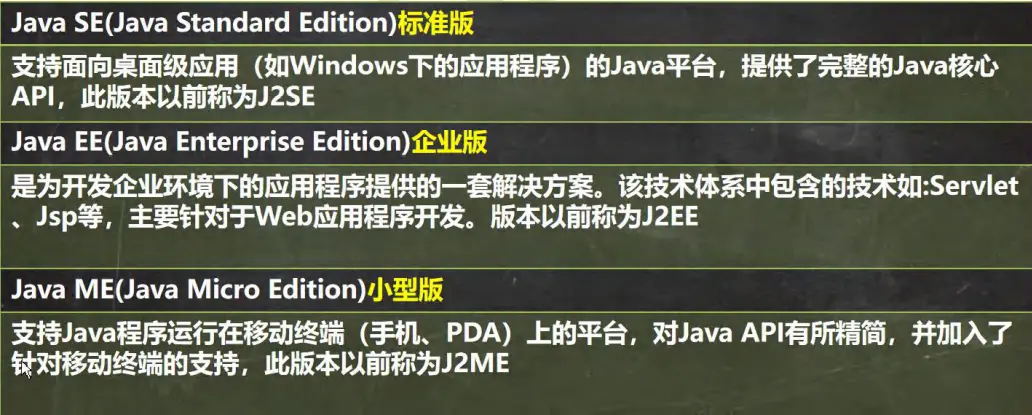 Java SE(Java Standard Edition)标准版
支持面向桌面级应用（如Windows下的应用程序）的Java平台，提供了完整的Java核心
API，此版本以前称为J2SE
Java EE(Java Enterprise Edition)企业版
是为开发企业环境下的应用程序提供的一套解决方案。该技术体系中包含的技术如:Servlet
、Jsp等，主要针对于Web应用程序开发。版本以前称为J2EE
Java ME(Java Micro Edition)小型版
支持Java程序运行在移动终端（手机、PDA）上的平台，对Java API有所精简，并加入了
针对移动终端的支持，此版本以前称为J2ME